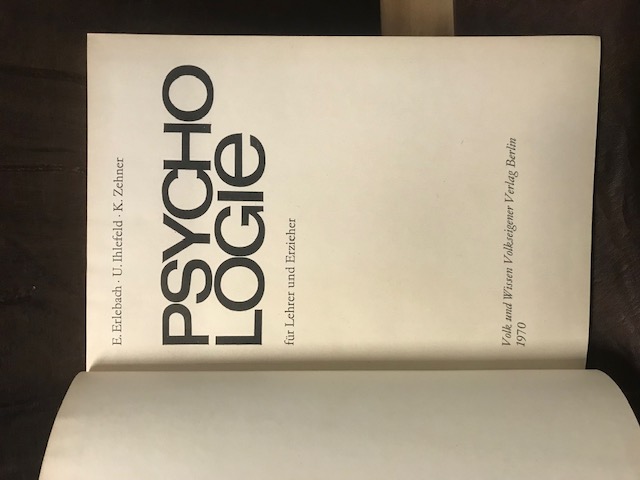 E. Erlebach · U. Ihlefeld · K. Zehner
PSYCHO
LOGIe
für Lehrer und Erzieher
Volk und Wissen Volkseigener Verlag Berlin
1970